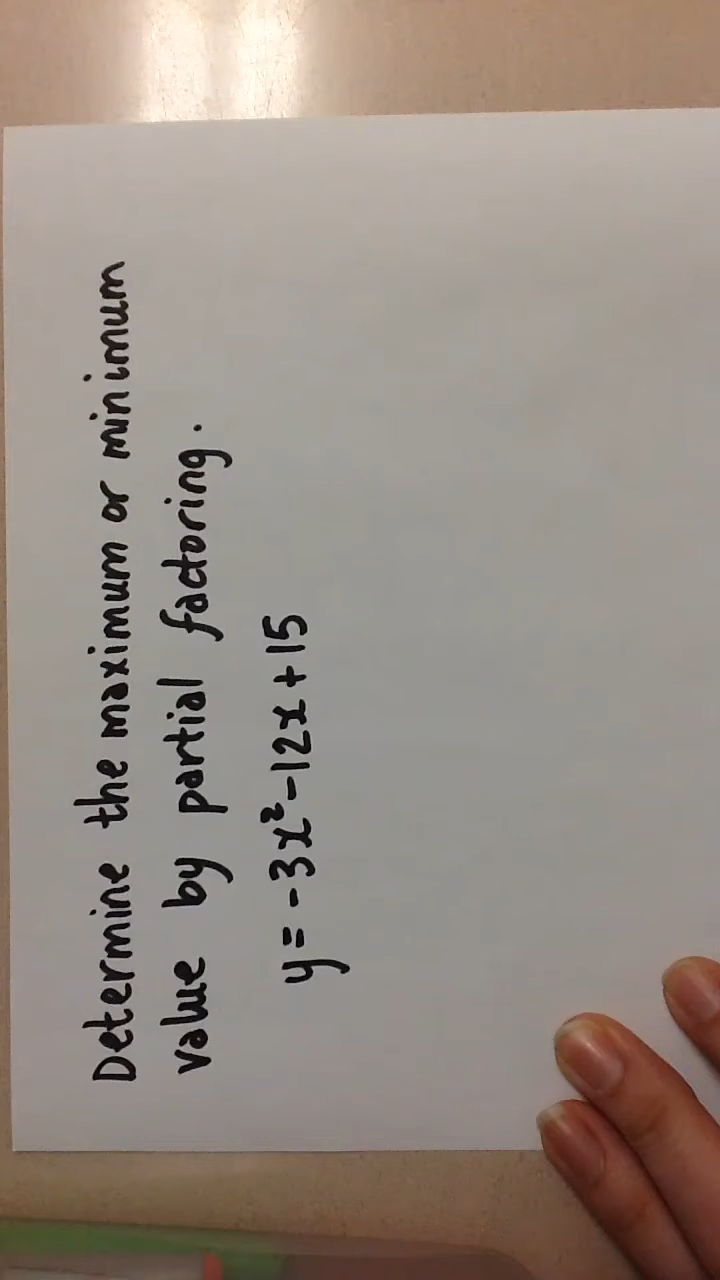 Determine the maximum or minimum
value by partial factoring.
y = -3x² -12x + 15